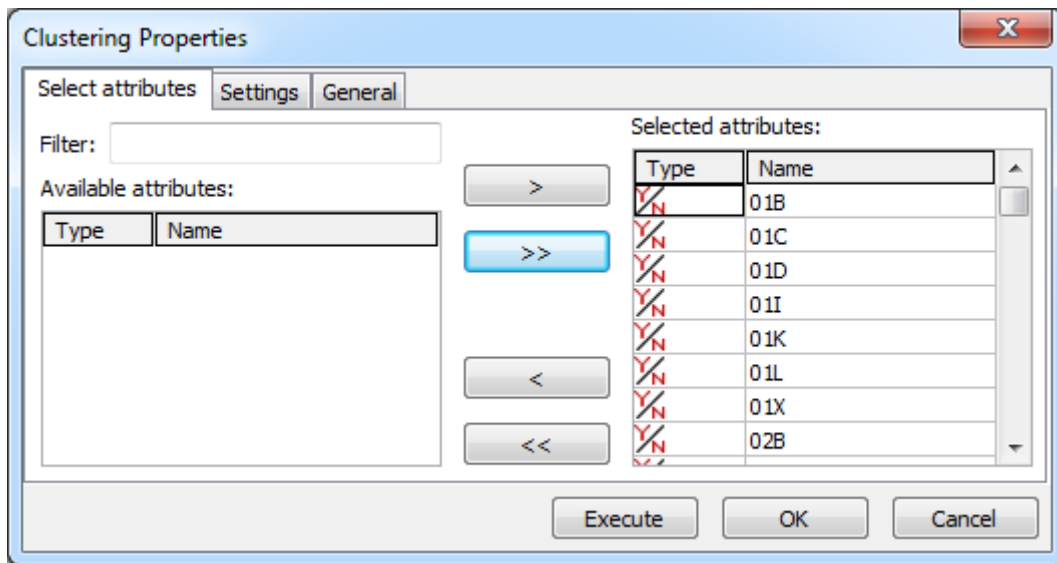 Clustering Properties
Select attributes Settings General
Filter:
Available attributes:
Type Name
>
>>
<
<<
Selected attributes:
Type Name
Y/N 01B
Y/N 01C
Y/N 01D
Y/N 01I
Y/N 01K
Y/N 01L
Y/N 01X
Y/N 02B
Execute OK Cancel